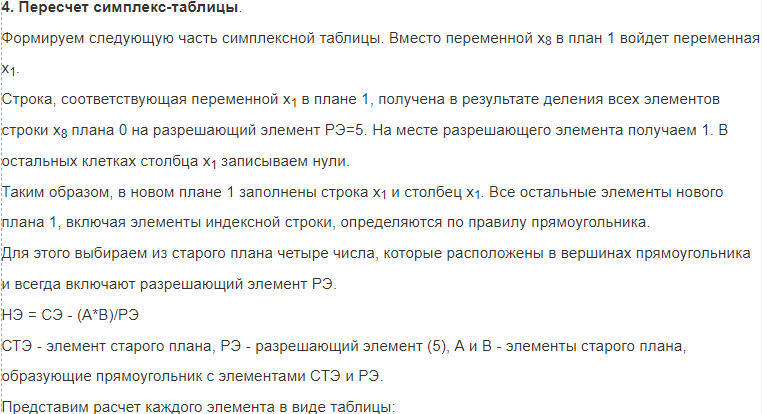 4. Пересчет симплекс-таблицы.
Формируем следующую часть симплексной таблицы. Вместо переменной x8 в план 1 войдет переменная
x1.
Строка, соответствующая переменной x1 в плане 1, получена в результате деления всех элементов
строки x8 плана 0 на разрешающий элемент РЭ=5. На месте разрешающего элемента получаем 1. В
остальных клетках столбца x1 записываем нули.
Таким образом, в новом плане 1 заполнены строка x1 и столбец x1. Все остальные элементы нового
плана 1, включая элементы индексной строки, определяются по правилу прямоугольника.
Для этого выбираем из старого плана четыре числа, которые расположены в вершинах прямоугольника
и всегда включают разрешающий элемент РЭ.
НЭ = СЭ - (А*В)/РЭ
СТЭ - элемент старого плана, РЭ - разрешающий элемент (5), А и В - элементы старого плана,
образующие прямоугольник с элементами СТЭ и РЭ.
Представим расчет каждого элемента в виде таблицы: